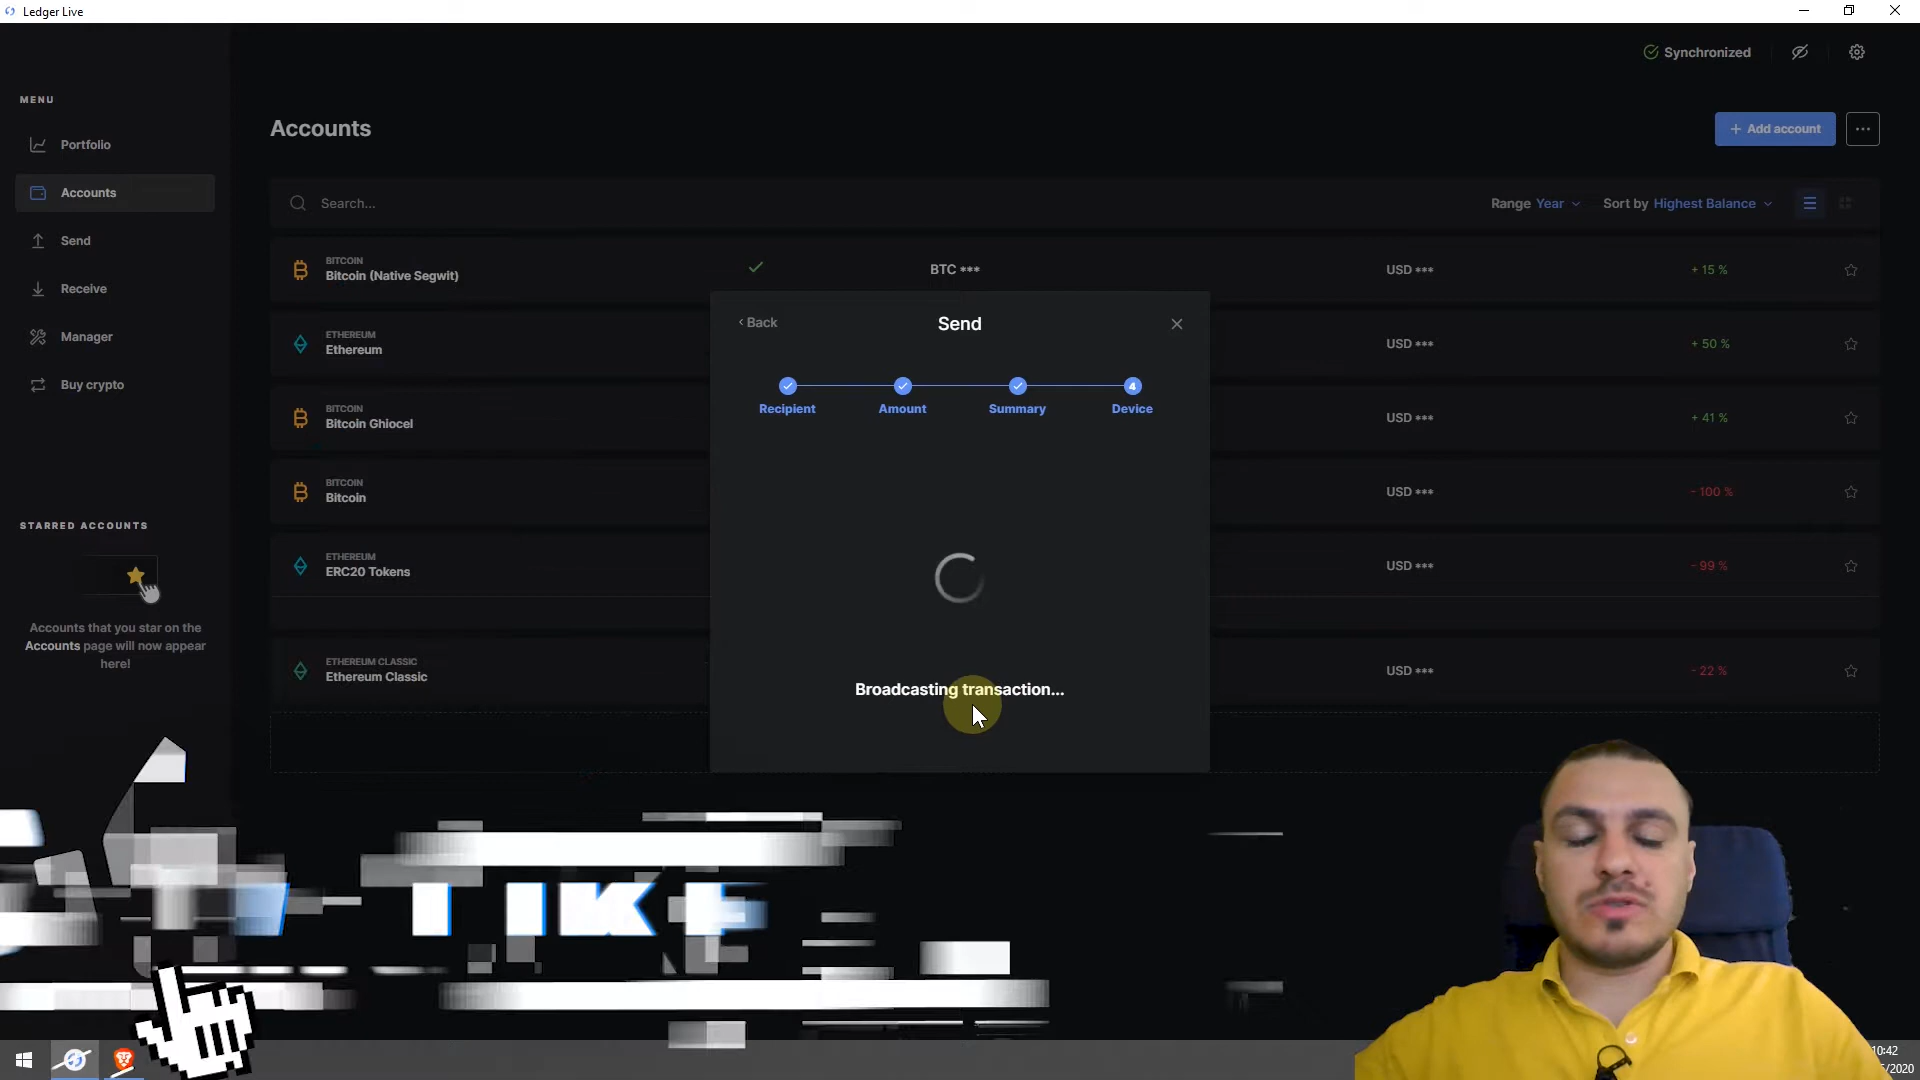 Ledger Live
Synchronized
MENU
Portfolio
Accounts
Send
Receive
Manager
Buy crypto
STARRED ACCOUNTS
Accounts that you star on the
Accounts page will now appear
here!
Accounts
+ Add account
Search...
Range Year
Sort by Highest Balance
BITCOIN
Bitcoin (Native Segwit)
BTC ***
USD ***
+ 15 %
ETHEREUM
Ethereum
USD ***
+ 50 %
BITCOIN
Bitcoin Ghiocel
USD ***
+ 41 %
BITCOIN
Bitcoin
USD ***
- 100 %
ETHEREUM
ERC20 Tokens
USD ***
- 99 %
ETHEREUM CLASSIC
Ethereum Classic
USD ***
- 22 %
Back
Send
4
Recipient
Amount
Summary
Device
Broadcasting transaction...
10:42
/2020